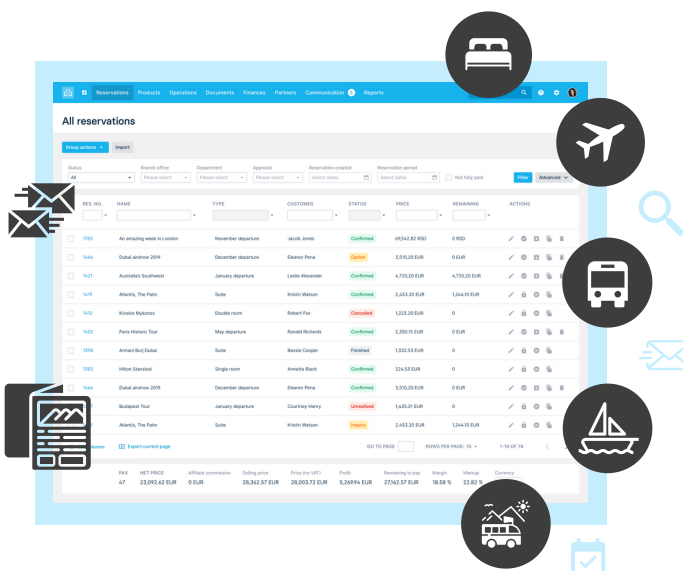 Reservations Products Operations Documents Finances Partners Communication Reports
All reservations
Group actions Import
Status Branch office Department Approval Reservation created Reservation period
All Please select Please select Please select Select dates Select dates Not fully paid Filter Advanced
RES. NO. NAME TYPE CUSTOMER STATUS PRICE REMAINING ACTIONS
1783 An amazing week in London November departure Jacob Jones Confirmed 69,542.82 RSD 0 RSD
1466 Dubai airshow 2019 December departure Eleanor Pena Option 3,510,20 EUR 0 EUR
1421 Australia's Southwest January departure Leslie Alexander Confirmed 4,720,20 EUR 4,720,20 EUR
1419 Atlantis, The Palm Suite Kristin Watson Confirmed 2,453.20 EUR 1,244.10 EUR
1412 Kivotos Mykonos Double room Robert Fox Cancelled 1,223.20 EUR 0
1402 Paris Historic Tour May departure Ronald Richards Confirmed 2,350.15 EUR 0 EUR
1398 Armani Burj Dubai Suite Bessie Cooper Finished 1,532.53 EUR 0
1382 Hilton Stansted Single room Annette Black Confirmed 224.53 EUR 0
1466 Dubai airshow 2019 December departure Eleanor Pena Confirmed 3,510,20 EUR 0 EUR
Budapest Tour January departure Courtney Henry Unrealised 1,435.21 EUR 0
Atlantis, The Palm Suite Kristin Watson Inquiry 2,453.20 EUR 1,244.10 EUR
Export current page GO TO PAGE ROWS PER PAGE: 10 1-10 OF 74
PAX NET PRICE Affiliate commission Selling price Price (inc VAT) Profit Remaining to pay Margin Markup Currency
47 23,092.62 EUR 0 EUR 28,362.57 EUR 28,003.72 EUR 5,269.94 EUR 27,162.57 EUR 18.58 % 22.82 %